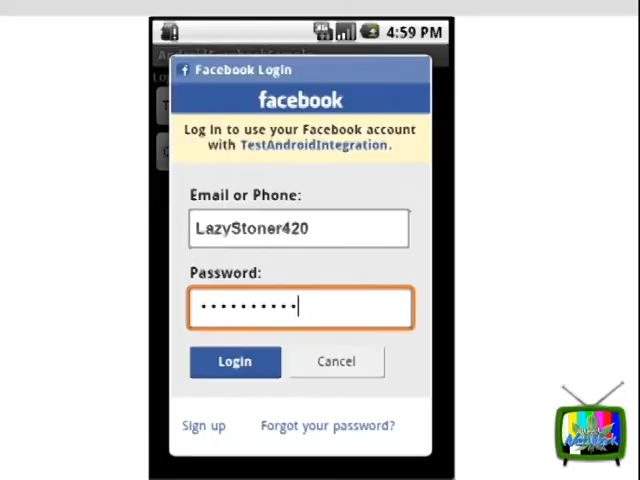 4:59 PM
Facebook Login
facebook
Log in to use your Facebook account
with TestAndroidIntegration.
Email or Phone:
LazyStoner420
Password:
Login
Cancel
Sign up
Forgot your password?